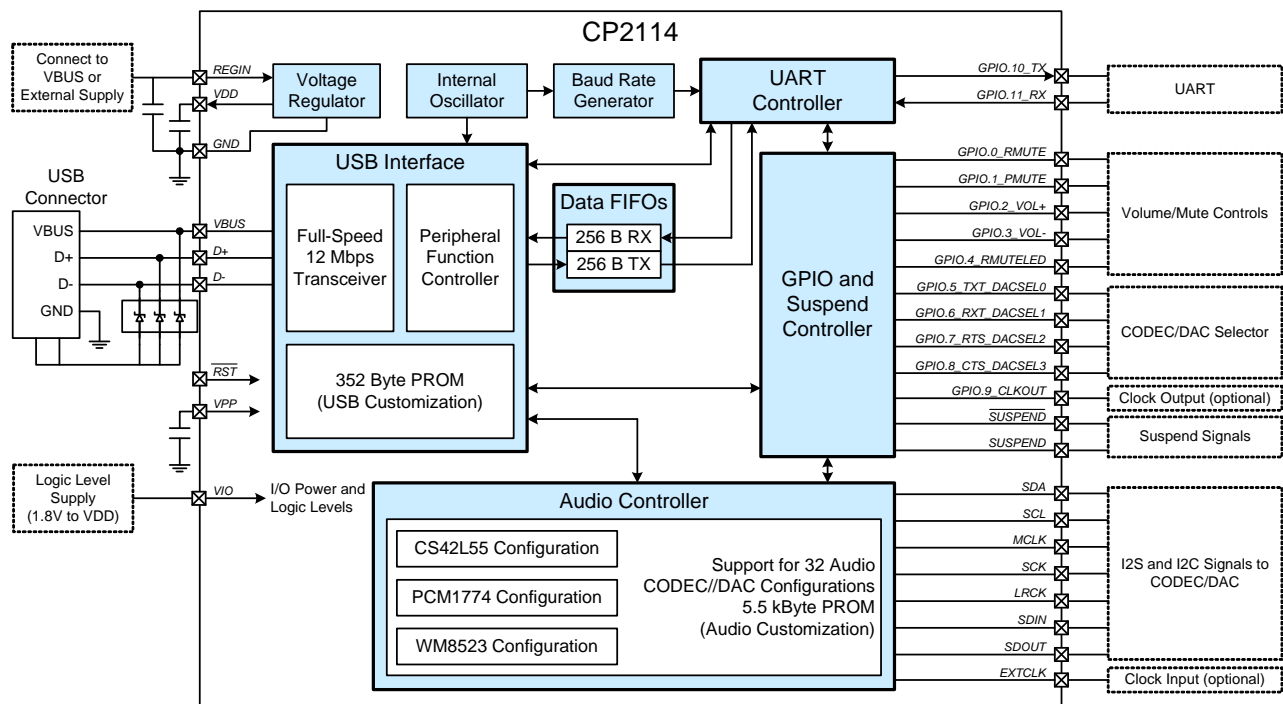 CP2114
Connect to
VBUS or
External Supply
REGIN
VDD
GND
Voltage
Regulator
Internal
Oscillator
Baud Rate
Generator
UART
Controller
GPIO.10_TX
GPIO.11_RX
UART
USB
Connector
VBUS
D+
D-
GND
VBUS
D+
D-
RST
VPP
USB Interface
Full-Speed
12 Mbps
Transceiver
Peripheral
Function
Controller
352 Byte PROM
(USB Customization)
Data FIFOs
256 B RX
256 B TX
GPIO and
Suspend
Controller
GPIO.0_RMUTE
GPIO.1_PMUTE
GPIO.2_VOL+
GPIO.3_VOL-
GPIO.4_RMUTELED
Volume/Mute Controls
GPIO.5_TXT_DACSEL0
GPIO.6_RXT_DACSEL1
GPIO.7_RTS_DACSEL2
GPIO.8_CTS_DACSEL3
CODEC/DAC Selector
GPIO.9_CLKOUT
Clock Output (optional)
SUSPEND
SUSPEND
Suspend Signals
Logic Level
Supply
(1.8V to VDD)
VIO
I/O Power and
Logic Levels
Audio Controller
CS42L55 Configuration
PCM1774 Configuration
WM8523 Configuration
Support for 32 Audio
CODEC//DAC Configurations
5.5 kByte PROM
(Audio Customization)
SDA
SCL
MCLK
SCK
LRCK
SDIN
SDOUT
I2S and I2C Signals to
CODEC/DAC
EXTCLK
Clock Input (optional)